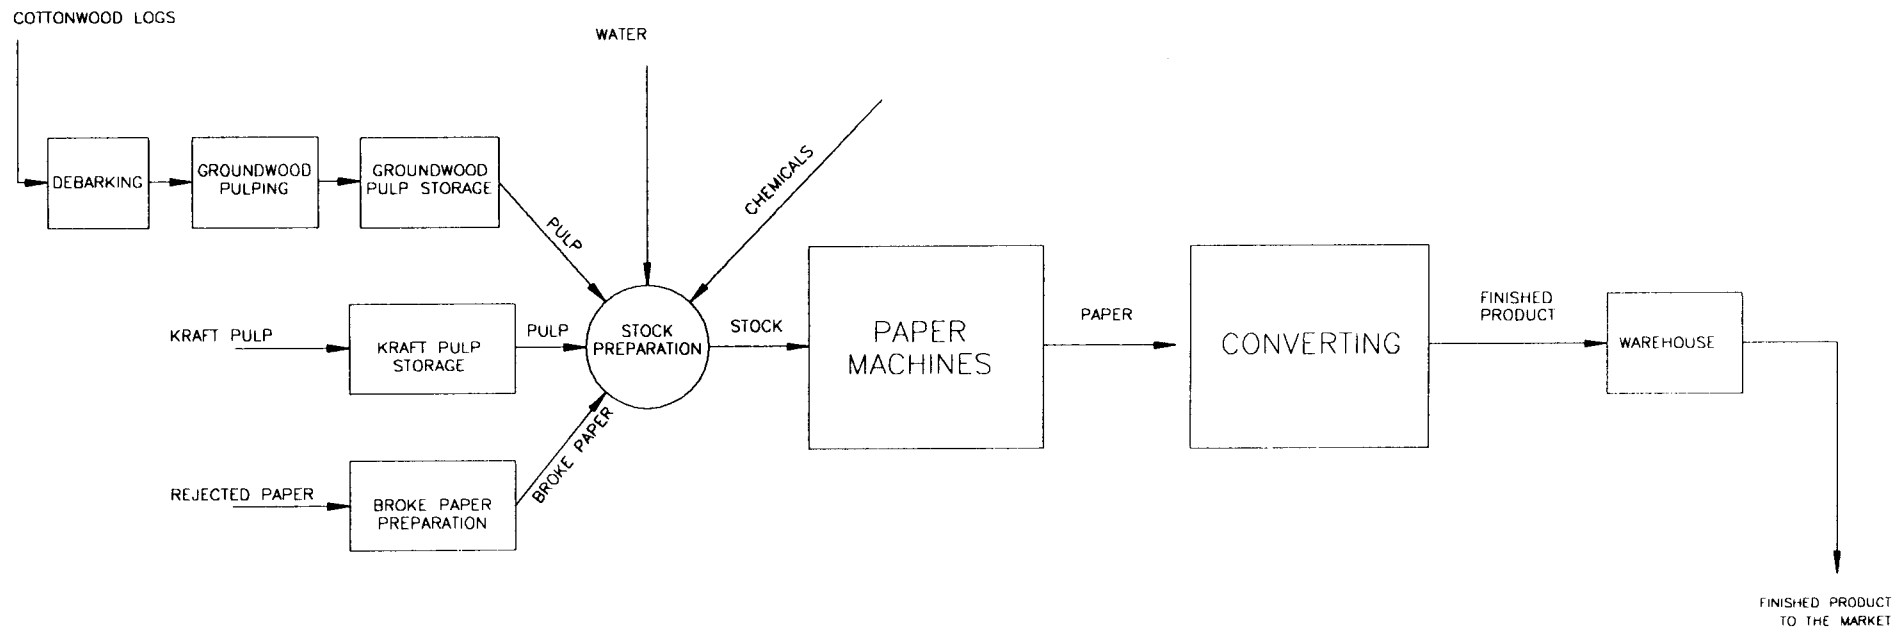 COTTONWOOD LOGS
WATER
CHEMICALS
DEBARKING
GROUNDWOOD
PULPING
GROUNDWOOD
PULP STORAGE
PULP
KRAFT PULP
KRAFT PULP
STORAGE
PULP
STOCK
PREPARATION
STOCK
PAPER
MACHINES
PAPER
CONVERTING
FINISHED
PRODUCT
WAREHOUSE
REJECTED PAPER
BROKE PAPER
PREPARATION
BROKE PAPER
FINISHED PRODUCT
TO THE MARKET